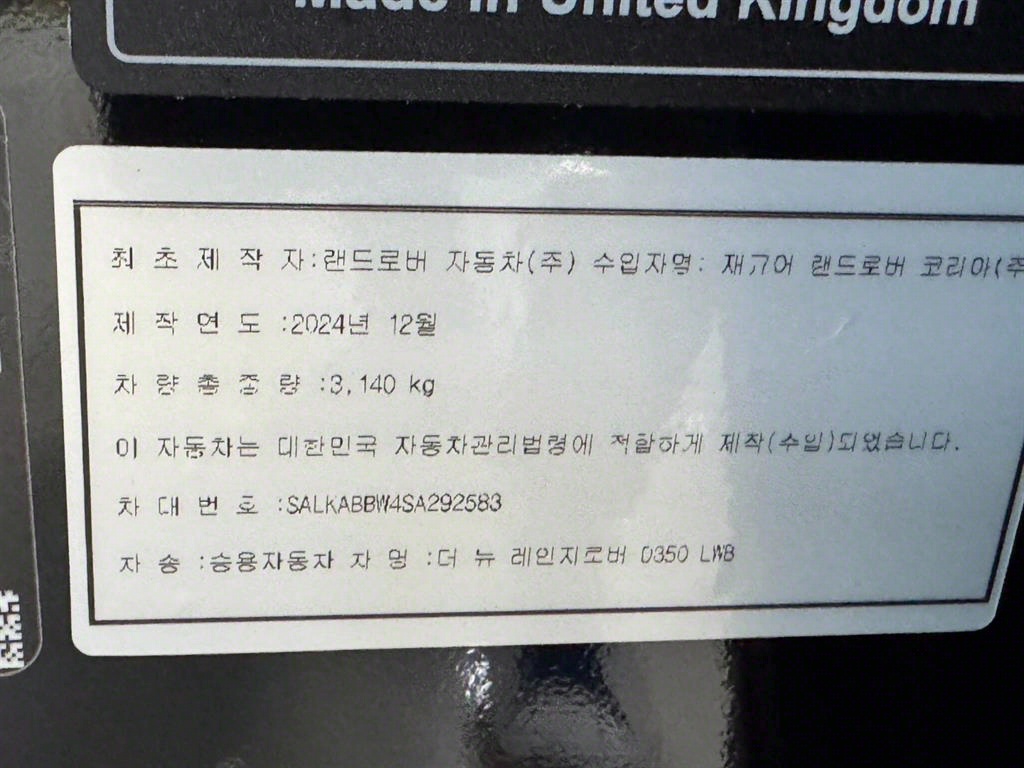 Made in United Kingdom
최 초 제 작 자:랜드로버 자동차(주) 수입자명: 재규어 랜드로버 코리아(주
제 작 연 도 :2024년 12월
차 량 총 중 량 :3,140 kg
이 자동차는 대한민국 자동차관리법령에 적합하게 제작(수입)되었습니다.
차 대 번 호 :SALKABBW4SA292583
차 종 :승용자동차 차 명 :더 뉴 레인지로버 D350 LWB